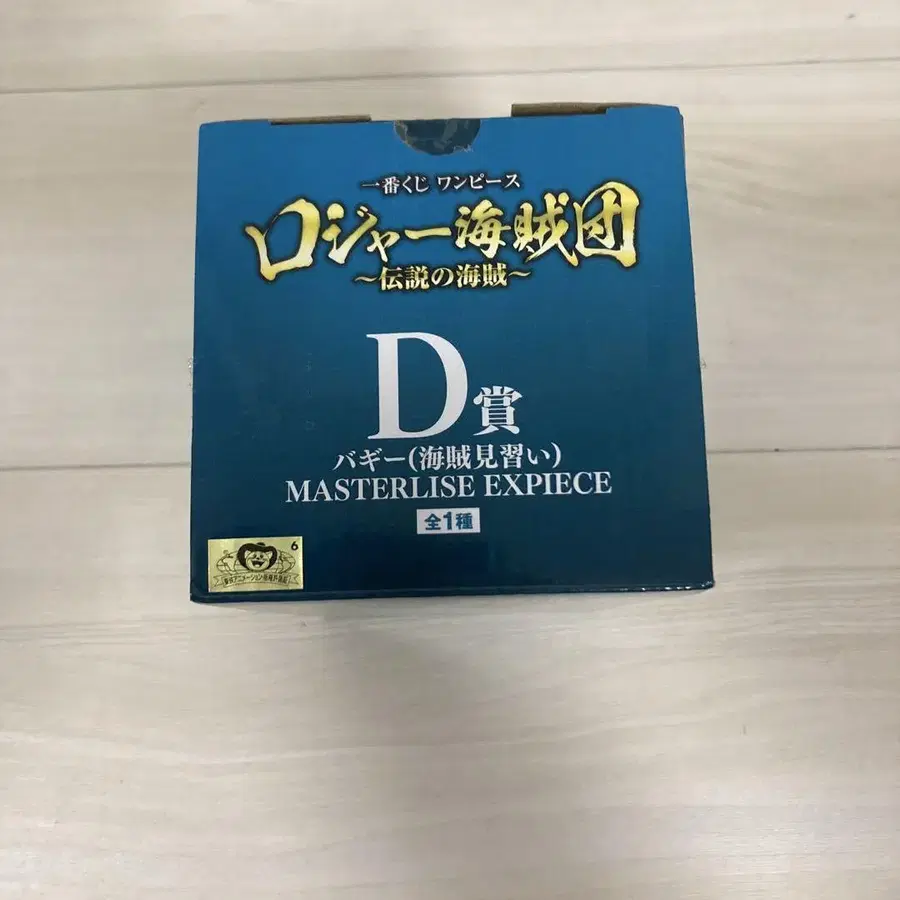 一番くじ ワンピース
ロジャー海賊団
～伝説の海賊～
D賞
バギー(海賊見習い)
MASTERLISE EXPIECE
全1種
6